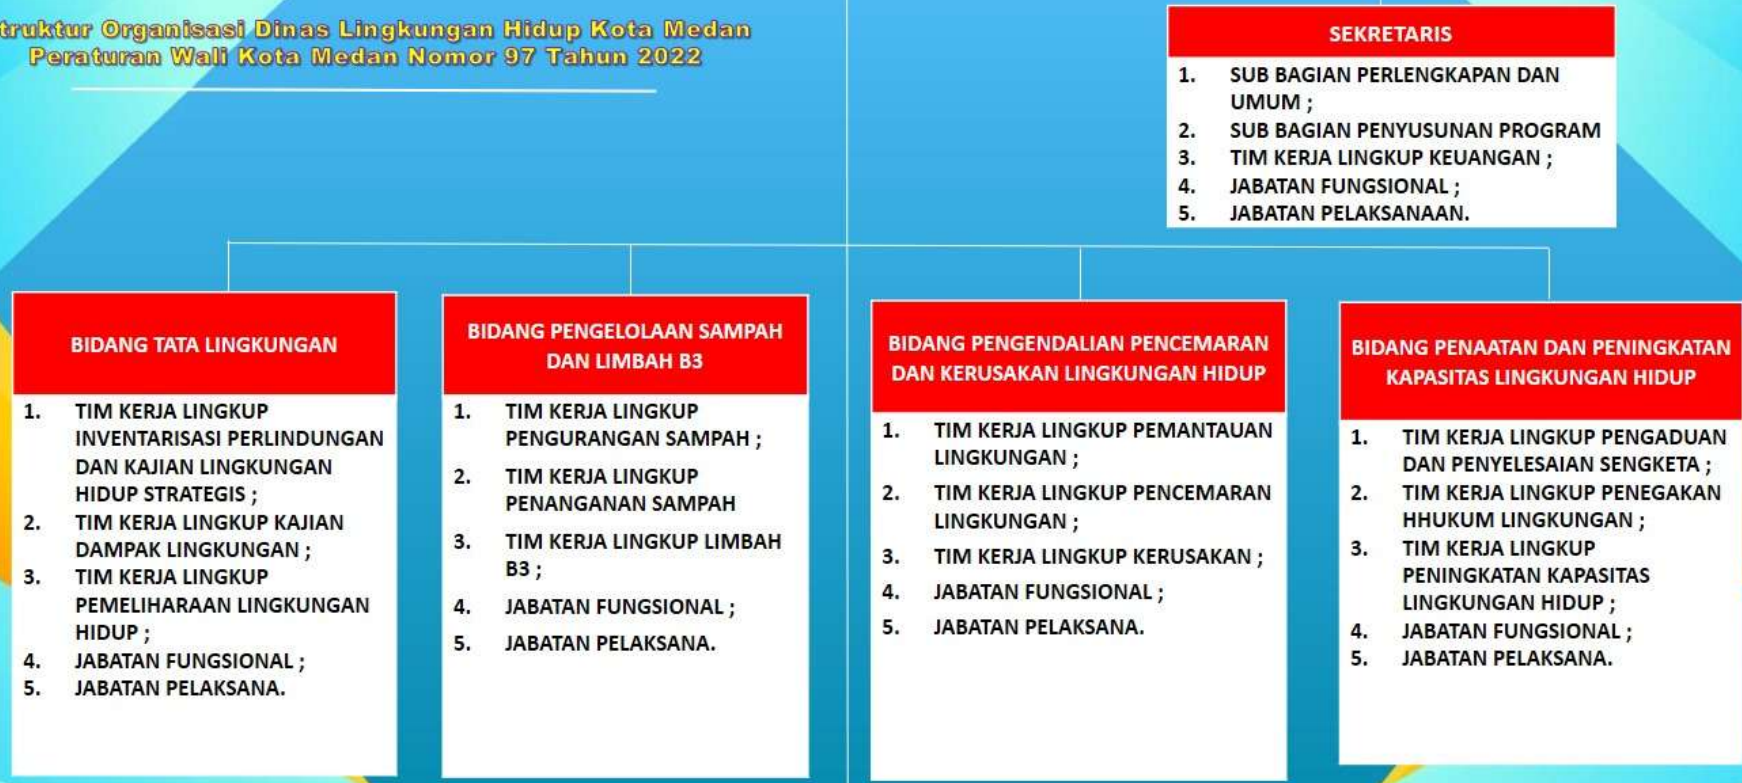 truktur Organisasi Dinas Lingkungan Hidup Kota Medan
Peraturan Wali Kota Medan Nomor 97 Tahun 2022
SEKRETARIS
1. SUB BAGIAN PERLENGKAPAN DAN
UMUM ;
2. SUB BAGIAN PENYUSUNAN PROGRAM
3. TIM KERJA LINGKUP KEUANGAN ;
4. JABATAN FUNGSIONAL ;
5. JABATAN PELAKSANAAN.
BIDANG TATA LINGKUNGAN
1. TIM KERJA LINGKUP
INVENTARISASI PERLINDUNGAN
DAN KAJIAN LINGKUNGAN
HIDUP STRATEGIS ;
2. TIM KERJA LINGKUP KAJIAN
DAMPAK LINGKUNGAN ;
3. TIM KERJA LINGKUP
PEMELIHARAAN LINGKUNGAN
HIDUP ;
4. JABATAN FUNGSIONAL ;
5. JABATAN PELAKSANA.
BIDANG PENGELOLAAN SAMPAH
DAN LIMBAH B3
1. TIM KERJA LINGKUP
PENGURANGAN SAMPAH ;
2. TIM KERJA LINGKUP
PENANGANAN SAMPAH
3. TIM KERJA LINGKUP LIMBAH
B3 ;
4. JABATAN FUNGSIONAL ;
5. JABATAN PELAKSANA.
BIDANG PENGENDALIAN PENCEMARAN
DAN KERUSAKAN LINGKUNGAN HIDUP
1. TIM KERJA LINGKUP PEMANTAUAN
LINGKUNGAN ;
2. TIM KERJA LINGKUP PENCEMARAN
LINGKUNGAN ;
3. TIM KERJA LINGKUP KERUSAKAN ;
4. JABATAN FUNGSIONAL ;
5. JABATAN PELAKSANA.
BIDANG PENAATAN DAN PENINGKATAN
KAPASITAS LINGKUNGAN HIDUP
1. TIM KERJA LINGKUP PENGADUAN
DAN PENYELESAIAN SENGKETA ;
2. TIM KERJA LINGKUP PENEGAKAN
HHUKUM LINGKUNGAN ;
3. TIM KERJA LINGKUP
PENINGKATAN KAPASITAS
LINGKUNGAN HIDUP ;
4. JABATAN FUNGSIONAL ;
5. JABATAN PELAKSANA.